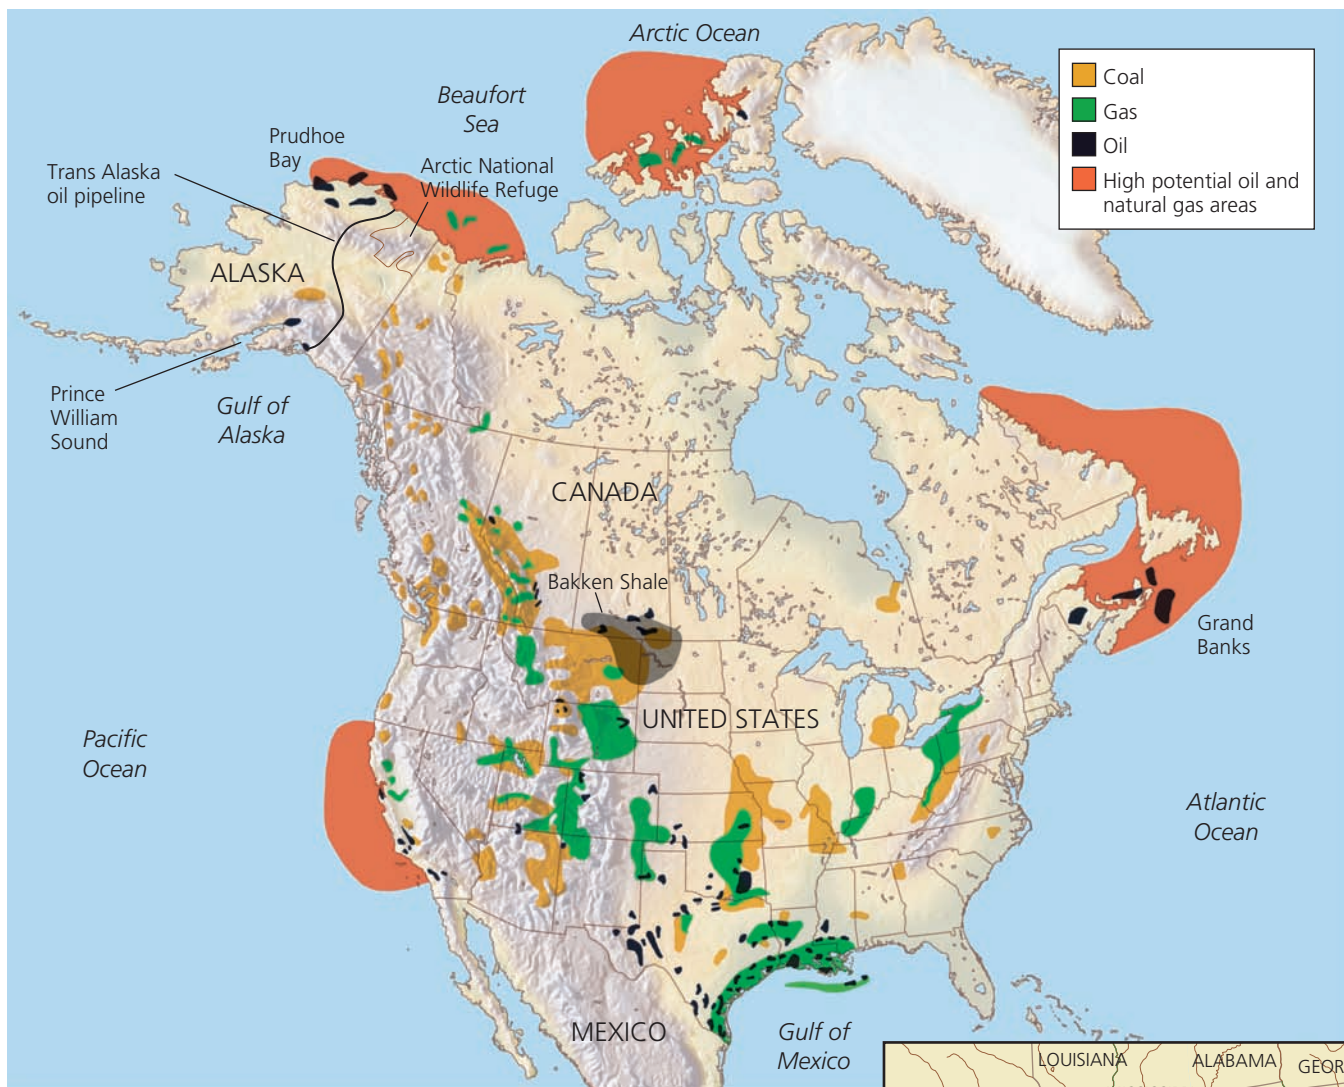 Arctic Ocean
Coal
Gas
Oil
High potential oil and
natural gas areas
Beaufort
Sea
Prudhoe
Bay
Trans Alaska
oil pipeline
Arctic National
Wildlife Refuge
ALASKA
Prince
William
Sound
Gulf of
Alaska
CANADA
Bakken Shale
Grand
Banks
UNITED STATES
Pacific
Ocean
Atlantic
Ocean
MEXICO
Gulf of
Mexico
LOUISIANA
ALABAMA
GEOR